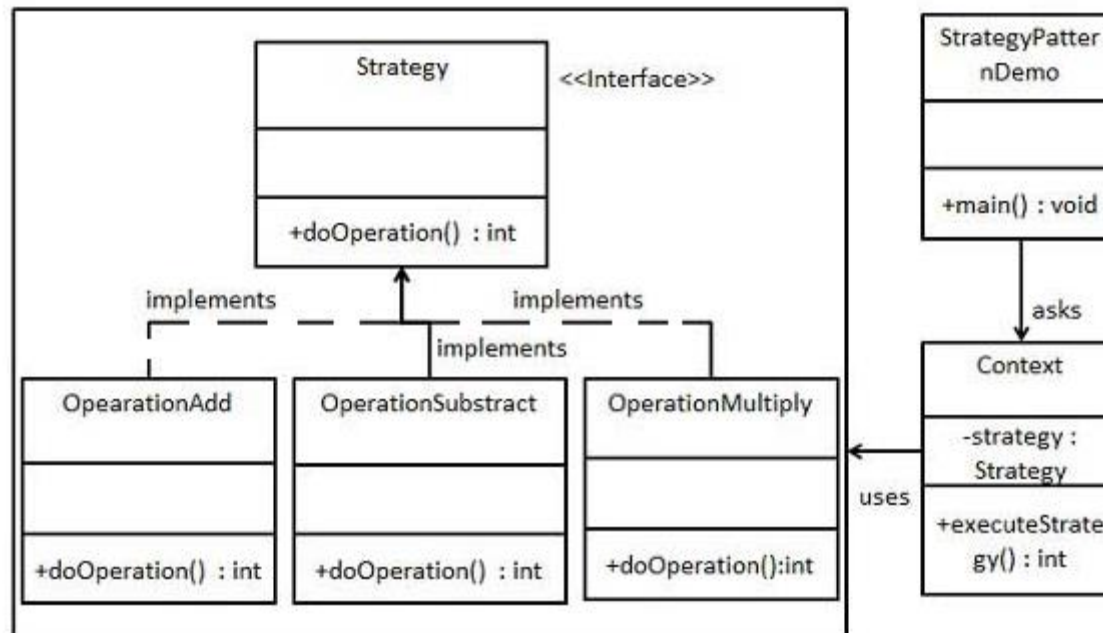 Strategy
<<Interface>>
+doOperation() : int
implements
implements
implements
OpearationAdd
+doOperation() : int
OperationSubstract
+doOperation() : int
OperationMultiply
+doOperation():int
StrategyPatter
nDemo
+main() : void
asks
Context
-strategy :
Strategy
+executeStrate
gy() : int
uses